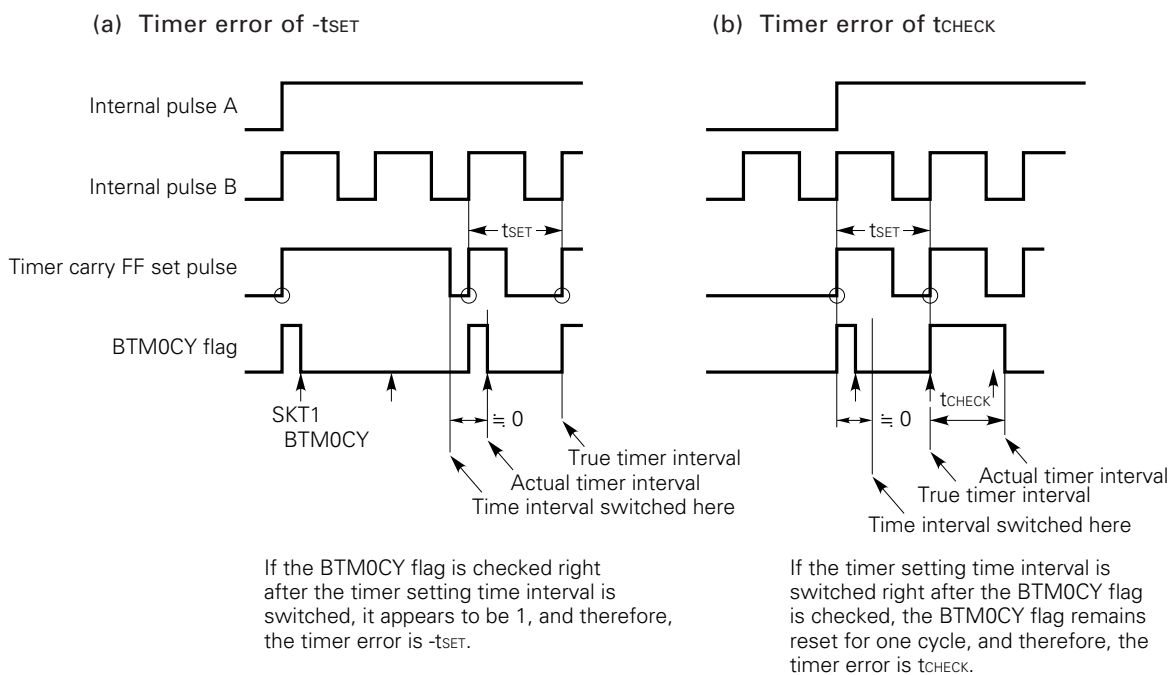 (a) Timer error of -tSET
Internal pulse A
Internal pulse B
tSET
Timer carry FF set pulse
BTM0CY flag
SKT1
BTM0CY
≒ 0
True timer interval
Actual timer interval
Time interval switched here
If the BTM0CY flag is checked right
after the timer setting time interval is
switched, it appears to be 1, and therefore,
the timer error is -tSET.
(b) Timer error of tCHECK
tSET
tCHECK
≒ 0
Actual timer interval
True timer interval
Time interval switched here
If the timer setting time interval is
switched right after the BTM0CY flag
is checked, the BTM0CY flag remains
reset for one cycle, and therefore, the
timer error is tCHECK.